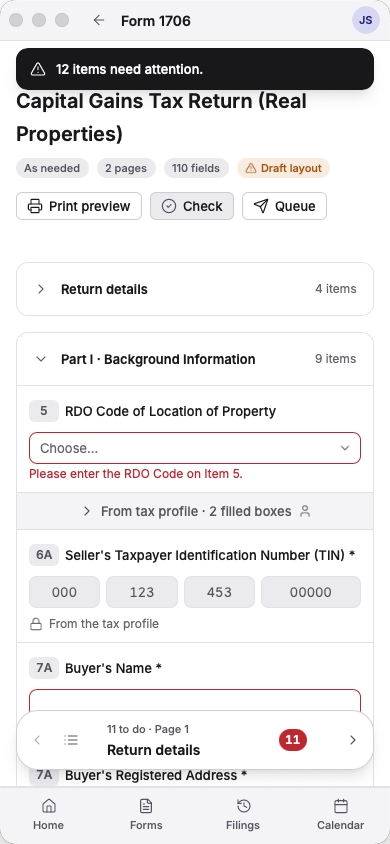 Form 1706
JS
12 items need attention.
Capital Gains Tax Return (Real
Properties)
As needed
2 pages
110 fields
Draft layout
Print preview
Check
Queue
Return details
4 items
Part I · Background Information
9 items
5 RDO Code of Location of Property
Choose...
Please enter the RDO Code on Item 5.
From tax profile · 2 filled boxes
6A Seller's Taxpayer Identification Number (TIN) *
000 123 453 00000
From the tax profile
7A Buyer's Name *
11 to do · Page 1
Return details
11
7A Buyer's Registered Address *
Home
Forms
Filings
Calendar